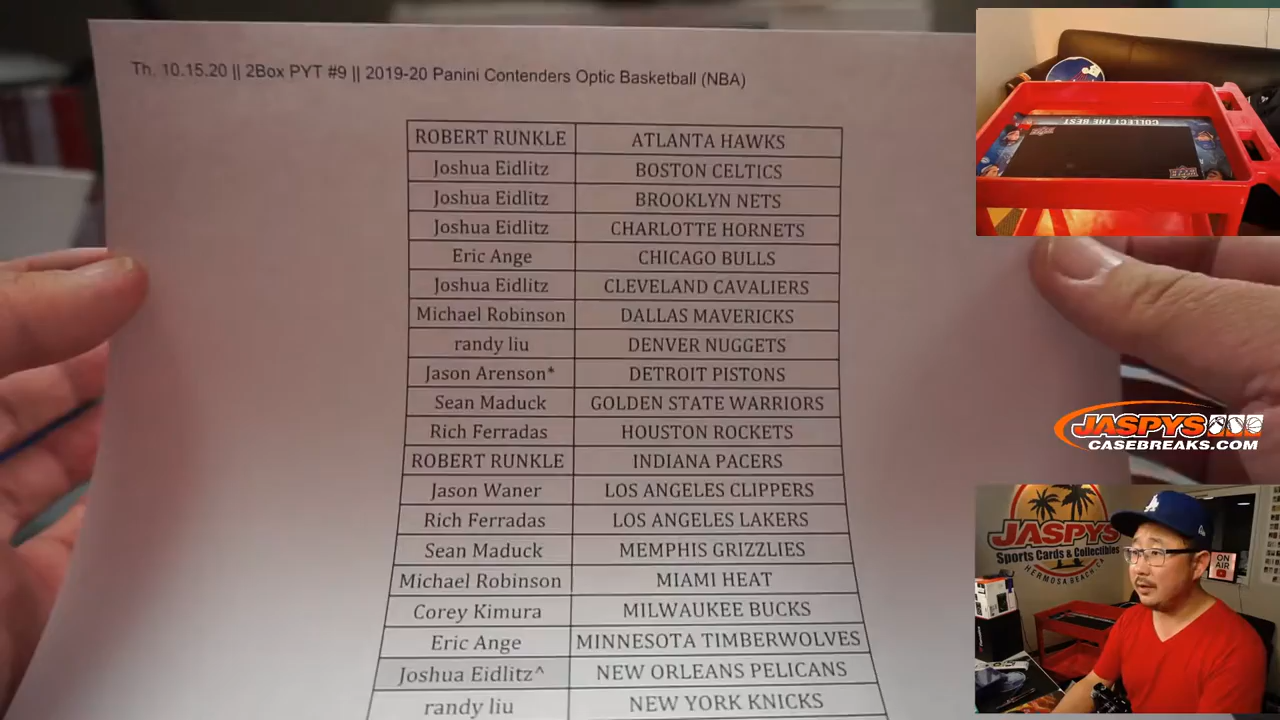 Th. 10.15.20 || 2Box PYT #9 || 2019-20 Panini Contenders Optic Basketball (NBA)
ROBERT RUNKLE ATLANTA HAWKS
Joshua Eidlitz BOSTON CELTICS
Joshua Eidlitz BROOKLYN NETS
Joshua Eidlitz CHARLOTTE HORNETS
Eric Ange CHICAGO BULLS
Joshua Eidlitz CLEVELAND CAVALIERS
Michael Robinson DALLAS MAVERICKS
randy liu DENVER NUGGETS
Jason Arenson* DETROIT PISTONS
Sean Maduck GOLDEN STATE WARRIORS
Rich Ferradas HOUSTON ROCKETS
ROBERT RUNKLE INDIANA PACERS
Jason Waner LOS ANGELES CLIPPERS
Rich Ferradas LOS ANGELES LAKERS
Sean Maduck MEMPHIS GRIZZLIES
Michael Robinson MIAMI HEAT
Corey Kimura MILWAUKEE BUCKS
Eric Ange MINNESOTA TIMBERWOLVES
Joshua Eidlitz^ NEW ORLEANS PELICANS
randy liu NEW YORK KNICKS
COLLECT THE BEST
JASPYS
CASEBREAKS.COM
JASPYS
Sports Cards & Collectibles
HERMOSA BEACH, CA
ON
AIR
LA